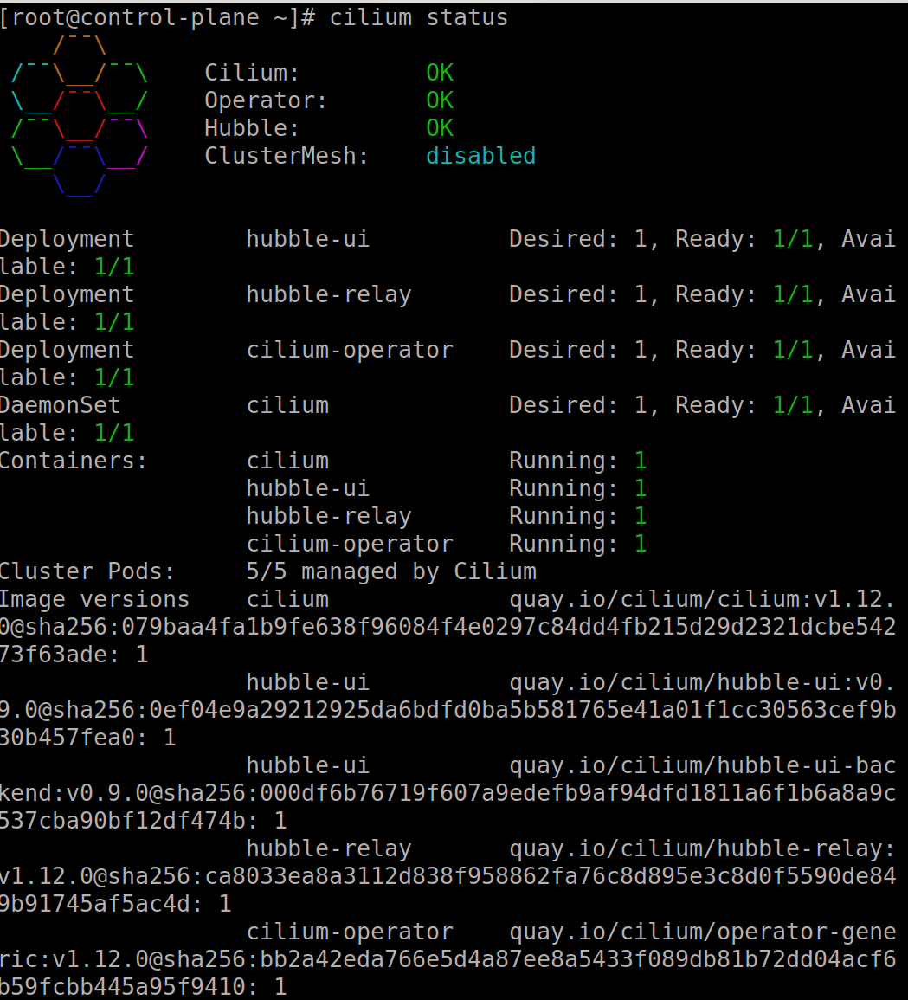 [root@control-plane ~]# cilium status
    /¯¯\
 /¯¯\__/¯¯\    Cilium:         OK
 \__/¯¯\__/    Operator:       OK
 /¯¯\__/¯¯\    Hubble:         OK
 \__/¯¯\__/    ClusterMesh:    disabled
    \__/
Deployment        hubble-ui          Desired: 1, Ready: 1/1, Avai
lable: 1/1
Deployment        hubble-relay       Desired: 1, Ready: 1/1, Avai
lable: 1/1
Deployment        cilium-operator    Desired: 1, Ready: 1/1, Avai
lable: 1/1
DaemonSet         cilium             Desired: 1, Ready: 1/1, Avai
lable: 1/1
Containers:       cilium             Running: 1
                  hubble-ui          Running: 1
                  hubble-relay       Running: 1
                  cilium-operator    Running: 1
Cluster Pods:     5/5 managed by Cilium
Image versions    cilium             quay.io/cilium/cilium:v1.12.
0@sha256:079baa4fa1b9fe638f96084f4e0297c84dd4fb215d29d2321dcbe542
73f63ade: 1
                  hubble-ui          quay.io/cilium/hubble-ui:v0.
9.0@sha256:0ef04e9a29212925da6bdfd0ba5b581765e41a01f1cc30563cef9b
30b457fea0: 1
                  hubble-ui          quay.io/cilium/hubble-ui-bac
kend:v0.9.0@sha256:000df6b76719f607a9edefb9af94dfd1811a6f1b6a8a9c
537cba90bf12df474b: 1
                  hubble-relay       quay.io/cilium/hubble-relay:
v1.12.0@sha256:ca8033ea8a3112d838f958862fa76c8d895e3c8d0f5590de84
9b91745af5ac4d: 1
                  cilium-operator    quay.io/cilium/operator-gene
ric:v1.12.0@sha256:bb2a42eda766e5d4a87ee8a5433f089db81b72dd04acf6
b59fcbb445a95f9410: 1